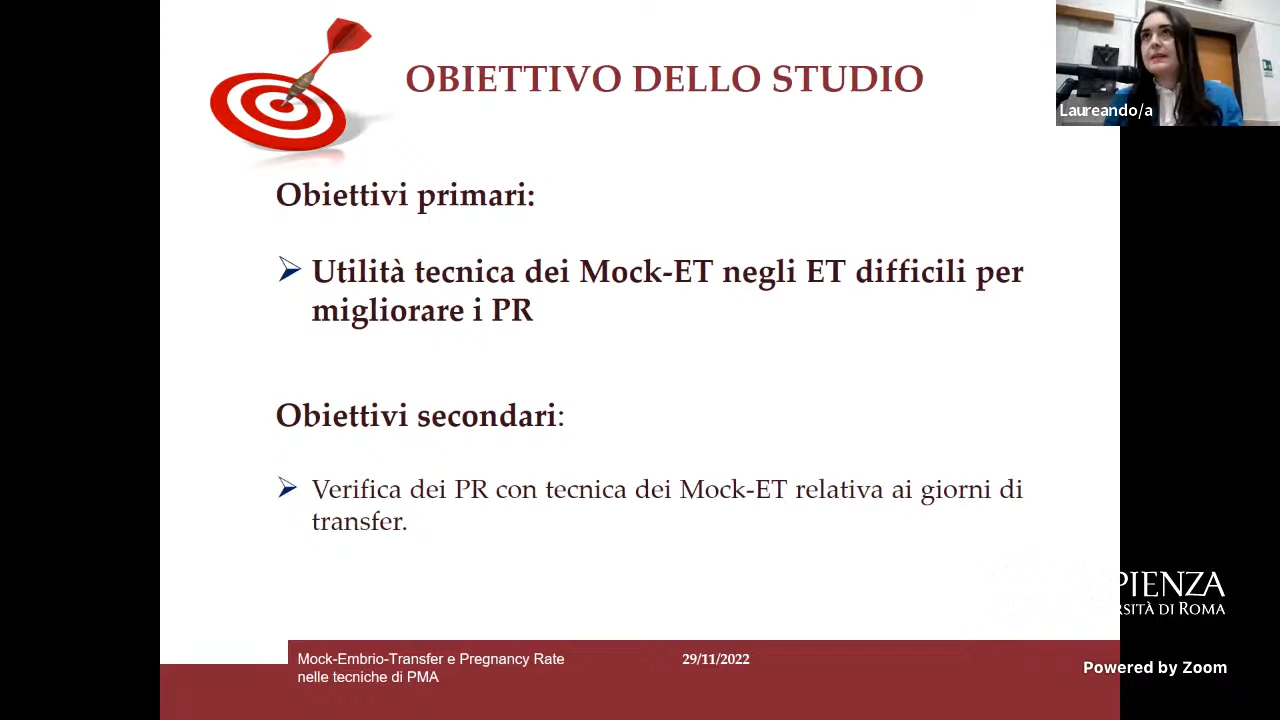 OBIETTIVO DELLO STUDIO
Laureando/a
Obiettivi primari:
Utilità tecnica dei Mock-ET negli ET difficili per
migliorare i PR
Obiettivi secondari:
Verifica dei PR con tecnica dei Mock-ET relativa ai giorni di
transfer.
PIENZA
RSITÀ DI ROMA
Mock-Embrio-Transfer e Pregnancy Rate
nelle tecniche di PMA
29/11/2022
Powered by Zoom